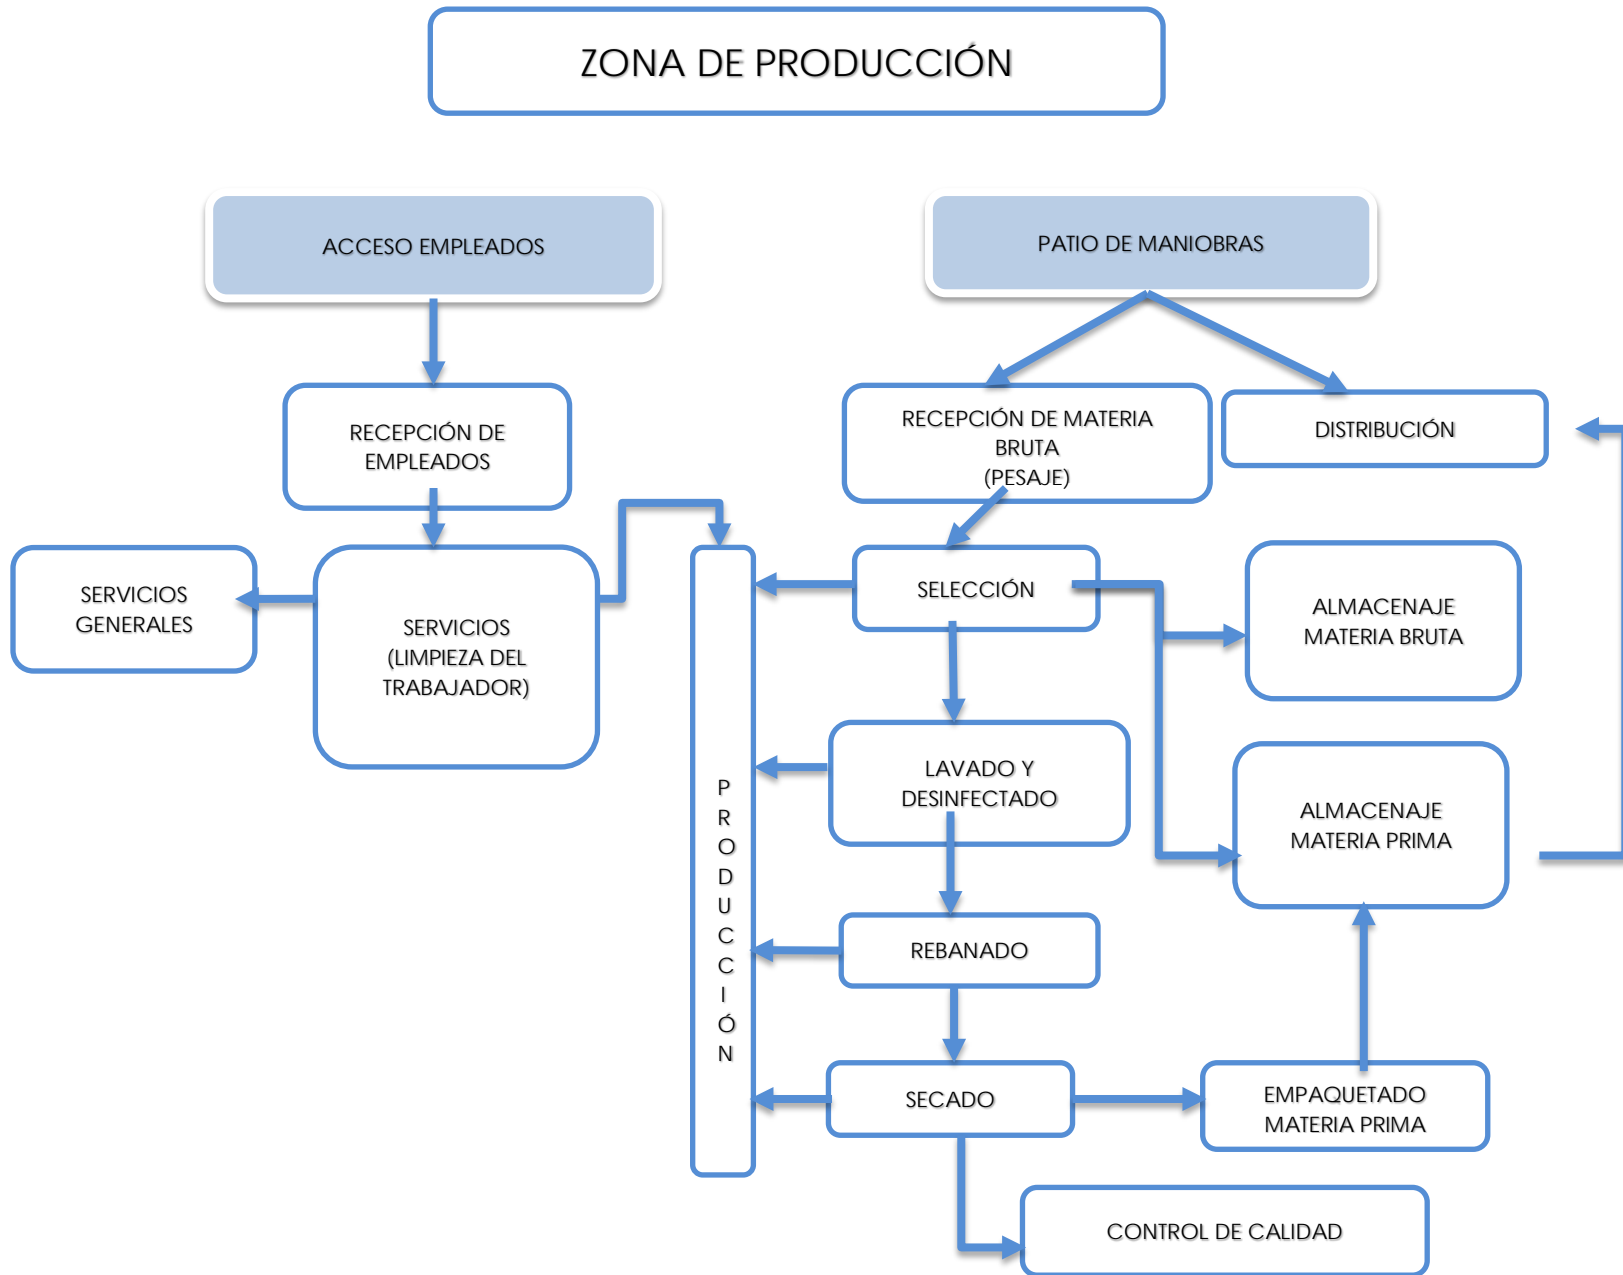 ZONA DE PRODUCCIÓN
ACCESO EMPLEADOS
PATIO DE MANIOBRAS
RECEPCIÓN DE
EMPLEADOS
RECEPCIÓN DE MATERIA
BRUTA
(PESAJE)
DISTRIBUCIÓN
SERVICIOS
GENERALES
SERVICIOS
(LIMPIEZA DEL
TRABAJADOR)
SELECCIÓN
ALMACENAJE
MATERIA BRUTA
P
R
O
D
U
C
C
I
Ó
N
LAVADO Y
DESINFECTADO
ALMACENAJE
MATERIA PRIMA
REBANADO
SECADO
EMPAQUETADO
MATERIA PRIMA
CONTROL DE CALIDAD